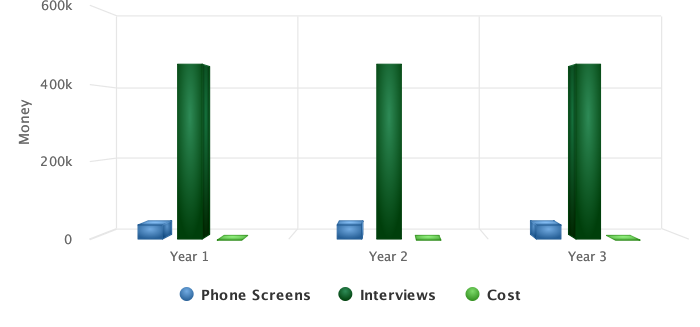 600k
400k
200k
0
Money
Year 1 Year 2 Year 3
Phone Screens Interviews Cost